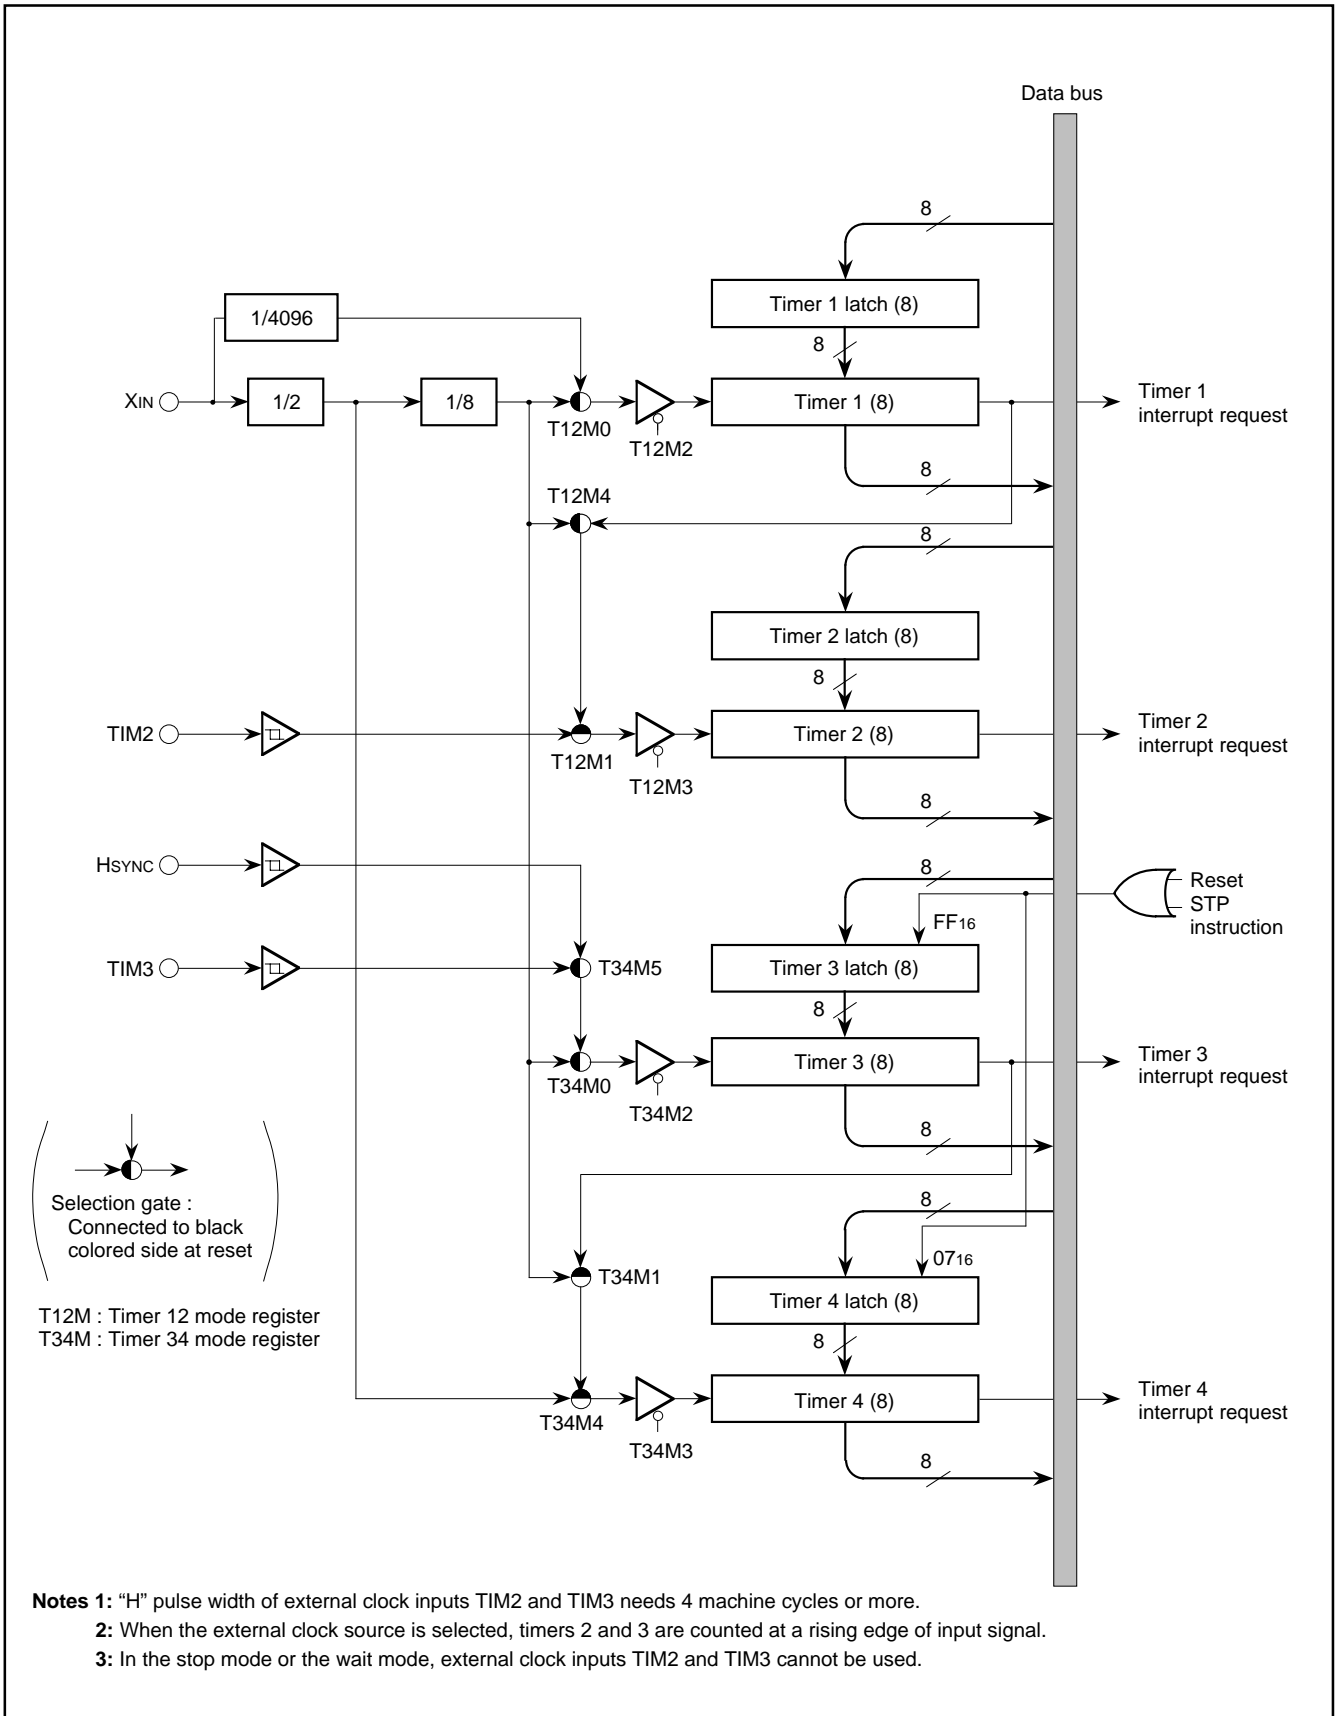 Data bus
8
Timer 1 latch (8)
1/4096
8
XIN
1/2
1/8
T12M0
T12M2
Timer 1 (8)
Timer 1
interrupt request
8
T12M4
8
Timer 2 latch (8)
8
TIM2
T12M1
T12M3
Timer 2 (8)
Timer 2
interrupt request
8
HSYNC
8
Reset
STP
instruction
FF16
TIM3
T34M5
Timer 3 latch (8)
8
T34M0
T34M2
Timer 3 (8)
Timer 3
interrupt request
8
Selection gate :
Connected to black
colored side at reset
8
0716
T34M1
Timer 4 latch (8)
T12M : Timer 12 mode register
T34M : Timer 34 mode register
8
T34M4
T34M3
Timer 4 (8)
Timer 4
interrupt request
8
Notes 1: “H” pulse width of external clock inputs TIM2 and TIM3 needs 4 machine cycles or more.
2: When the external clock source is selected, timers 2 and 3 are counted at a rising edge of input signal.
3: In the stop mode or the wait mode, external clock inputs TIM2 and TIM3 cannot be used.